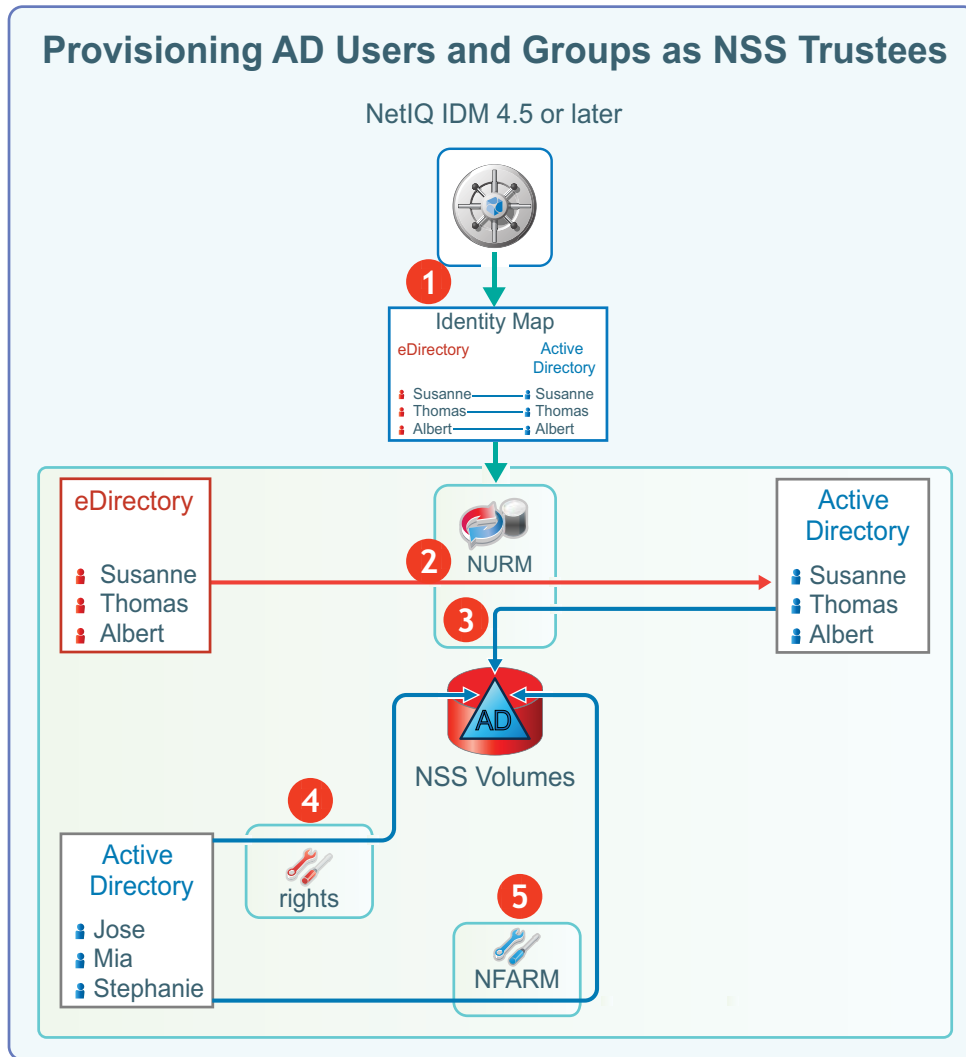 Provisioning AD Users and Groups as NSS Trustees
NetIQ IDM 4.5 or later
1
Identity Map
eDirectory
Active
Directory
Susanne
Susanne
Thomas
Thomas
Albert
Albert
eDirectory
Susanne
Thomas
Albert
NURM
2
3
Active
Directory
Susanne
Thomas
Albert
AD
NSS Volumes
4
rights
Active
Directory
Jose
Mia
Stephanie
5
NFARM